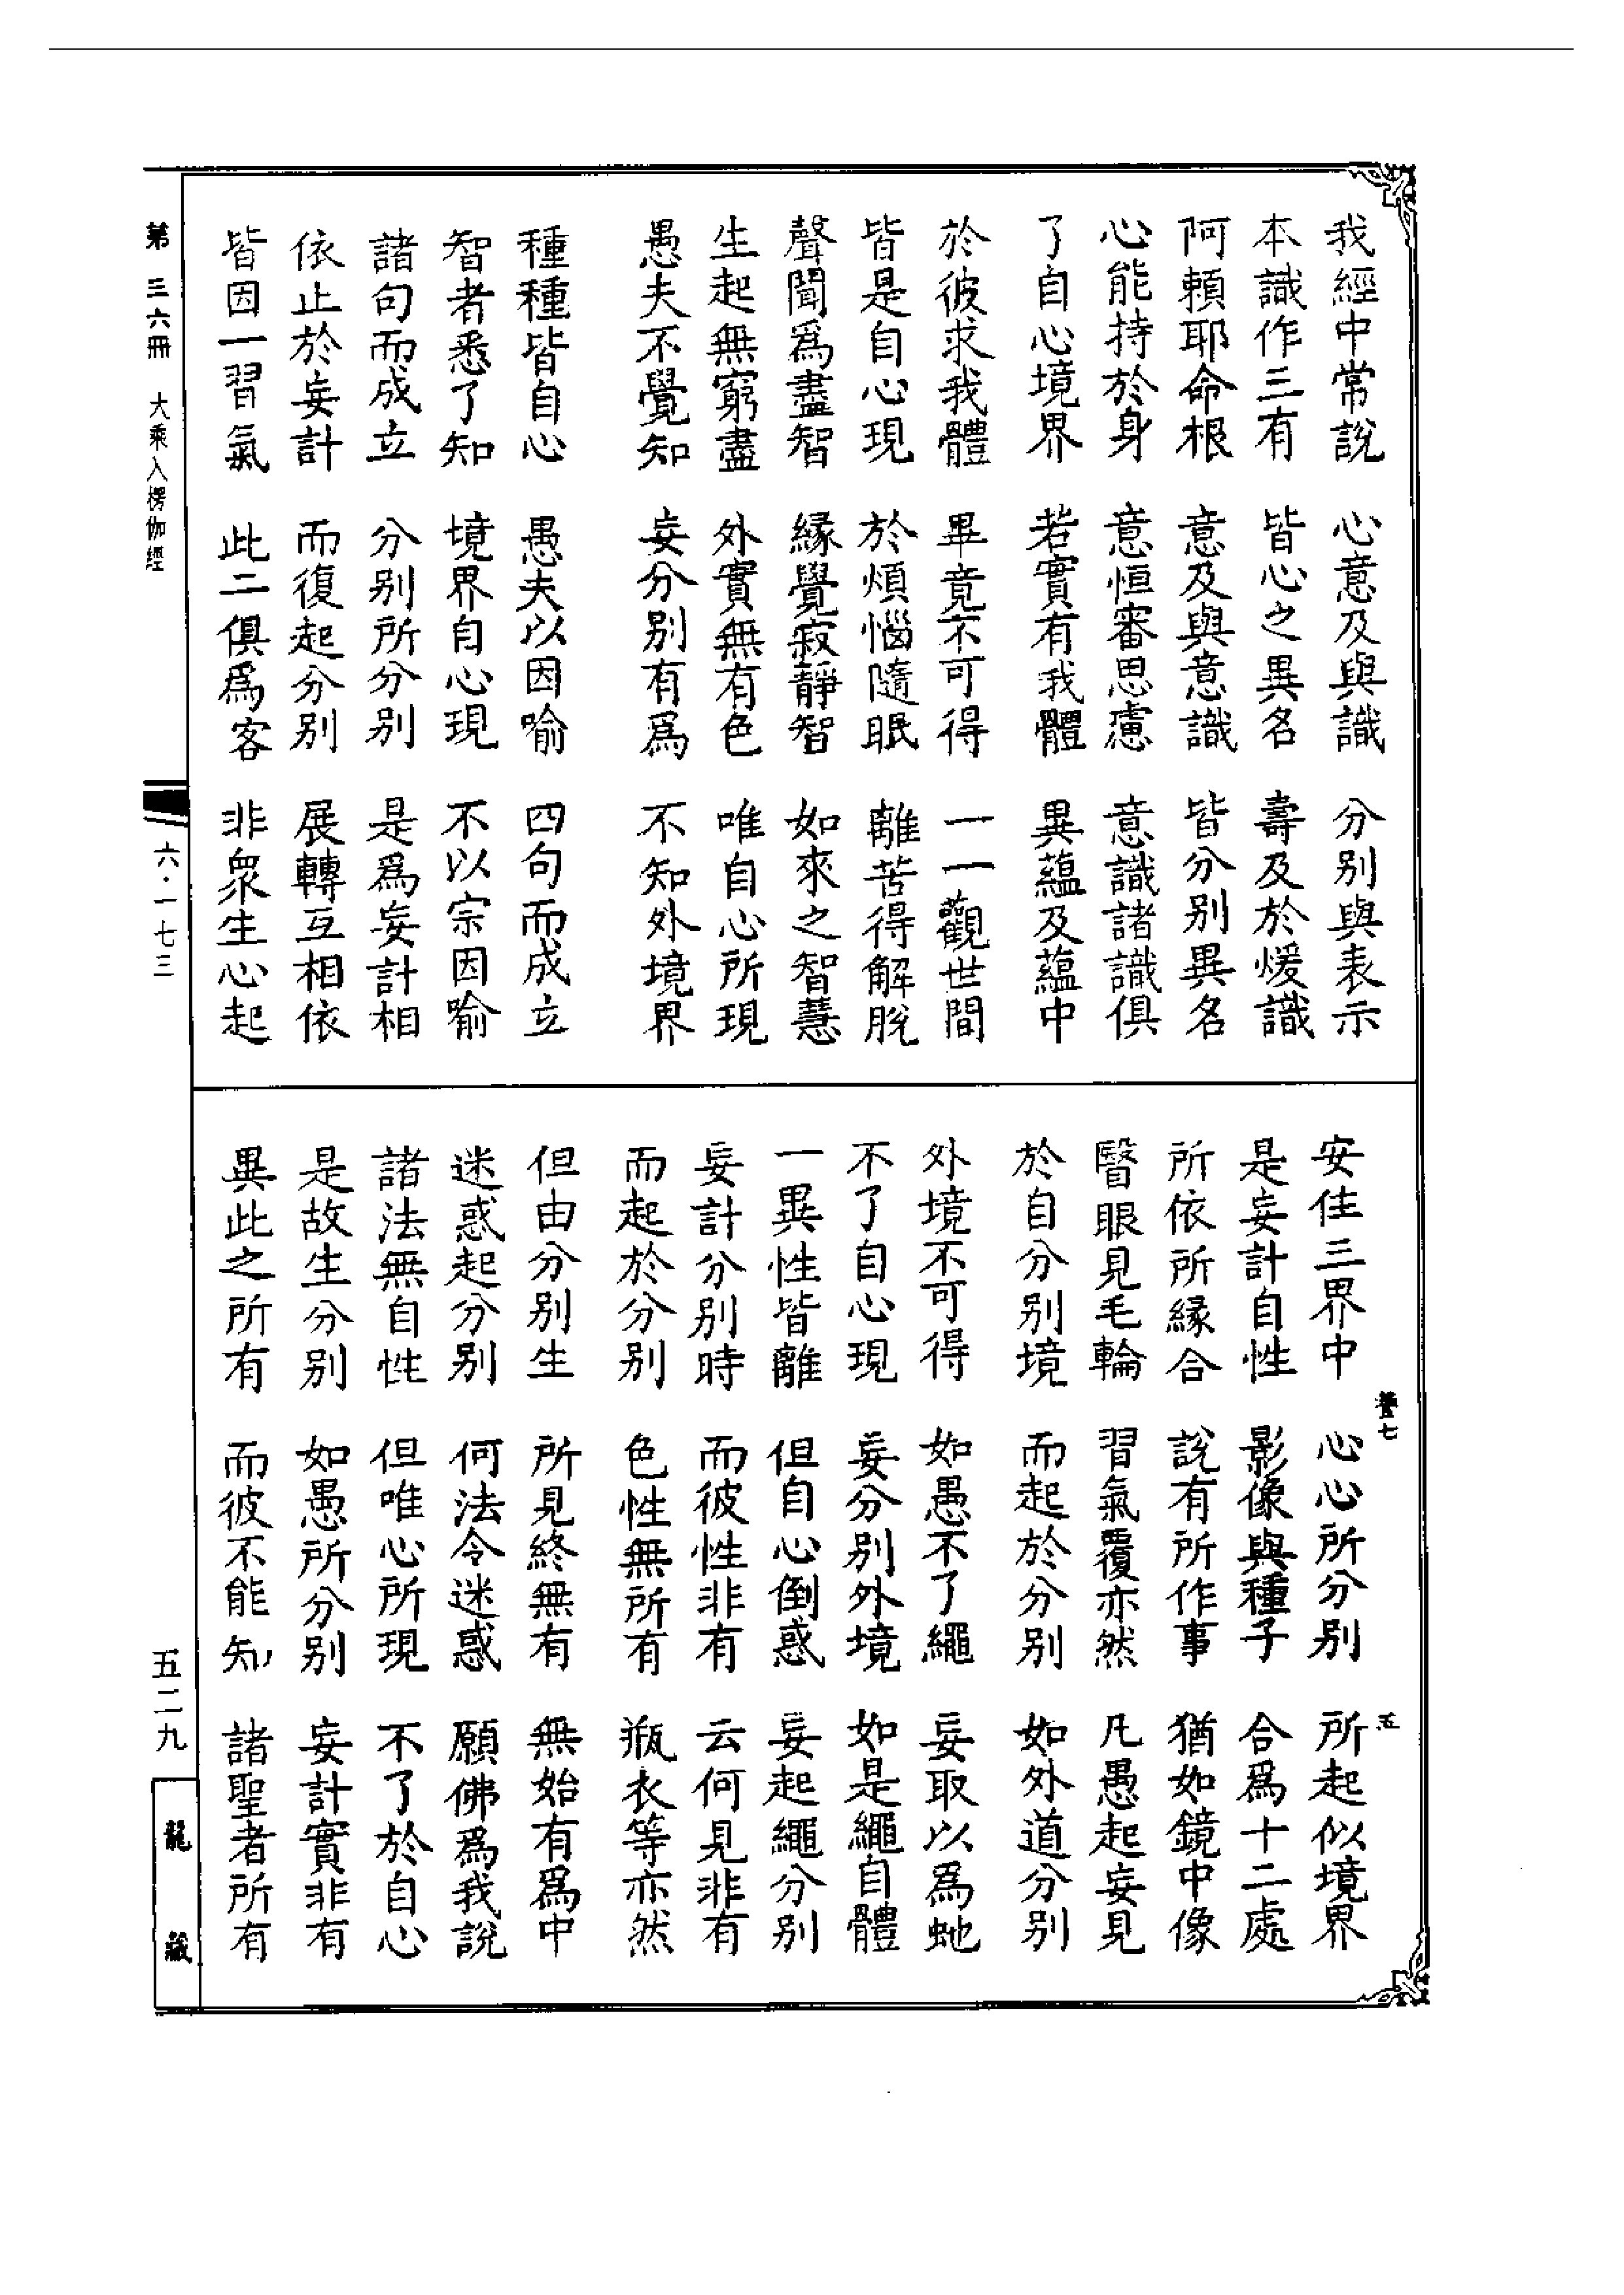 我經中常說　心意及與識　分別與表示
本識作三有　皆心之異名　壽及於煖識
阿賴耶命根　意及與意識　皆分別異名
心能持於身　意恒審思慮　意識諸識俱
了自心境界　若實有我體　異蘊及蘊中
於彼求我體　畢竟不可得　一一觀世間
皆是自心現　於煩惱隨眠　離苦得解脫
聲聞爲盡智　緣覺寂靜智　如來之智慧
生起無窮盡　外實無有色　唯自心所現
愚夫不覺知　妄分別有爲　不知外境界
種種皆自心　愚夫以因喻　四句而成立
智者悉了知　境界自心現　不以宗因喻
諸句而成立　分別所分別　是爲妄計相
依止於妄計　而復起分別　展轉互相依
皆因一習氣　此二俱爲客　非眾生心起
安住三界中　心心所分別　所起似境界
是妄計自性　影像與種子　合爲十二處
所依所緣合　說有所作事　猶如鏡中像
翳眼見毛輪　習氣覆亦然　凡愚起妄見
於自分別境　而起於分別　如外道分別
外境不可得　如愚不了繩　妄取以爲虵
不了自心現　妄分別外境　如是繩自體
一異性皆離　但自心倒惑　妄起繩分別
妄計分別時　而彼性非有　云何見非有
而起於分別　色性無所有　瓶衣等亦然
但由分別生　所見終無有　無始有爲中
迷惑起分別　何法令迷惑　願佛爲我說
諸法無自性　但唯心所現　不了於自心
是故生分別　如愚所分別　妄計實非有
異此之所有　而彼不能知　諸聖者所有
卷七　五
第三六冊　大乘入楞伽經
六·一七三
五二九
龍藏